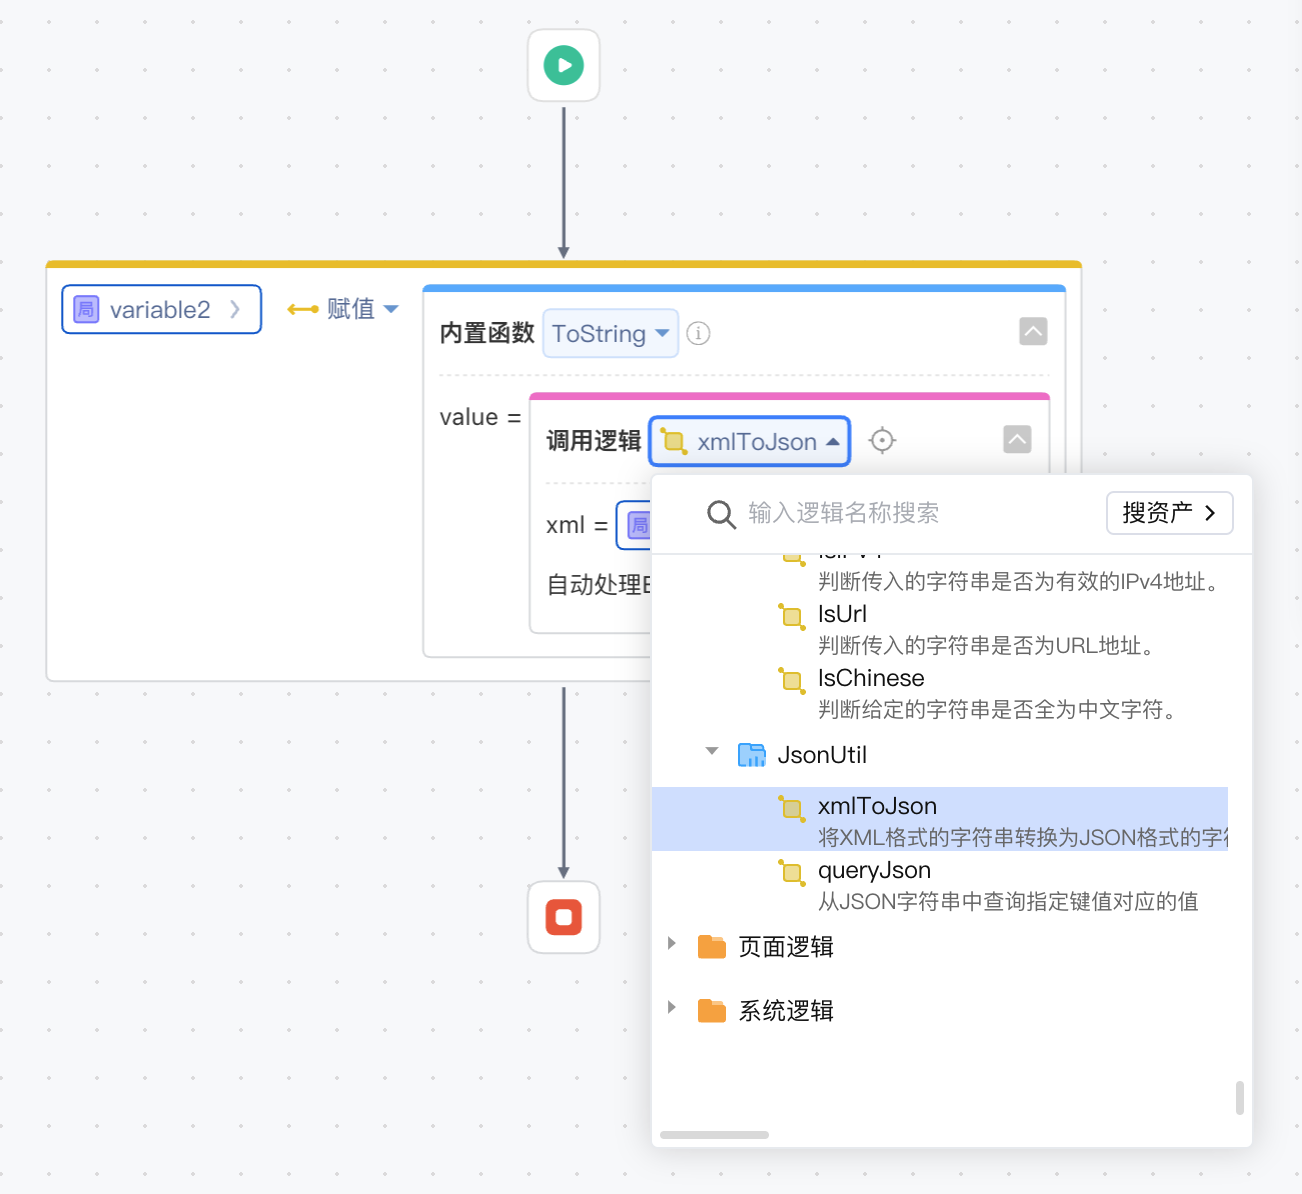 局 variable2
赋值
内置函数 ToString
value =
调用逻辑 xmlToJson
xml = 局
自动处理
输入逻辑名称搜索
搜资产
IsIPv4
判断传入的字符串是否为有效的IPv4地址。
IsUrl
判断传入的字符串是否为URL地址。
IsChinese
判断给定的字符串是否全为中文字符。
JsonUtil
xmlToJson
将XML格式的字符串转换为JSON格式的字
queryJson
从JSON字符串中查询指定键值对应的值
页面逻辑
系统逻辑